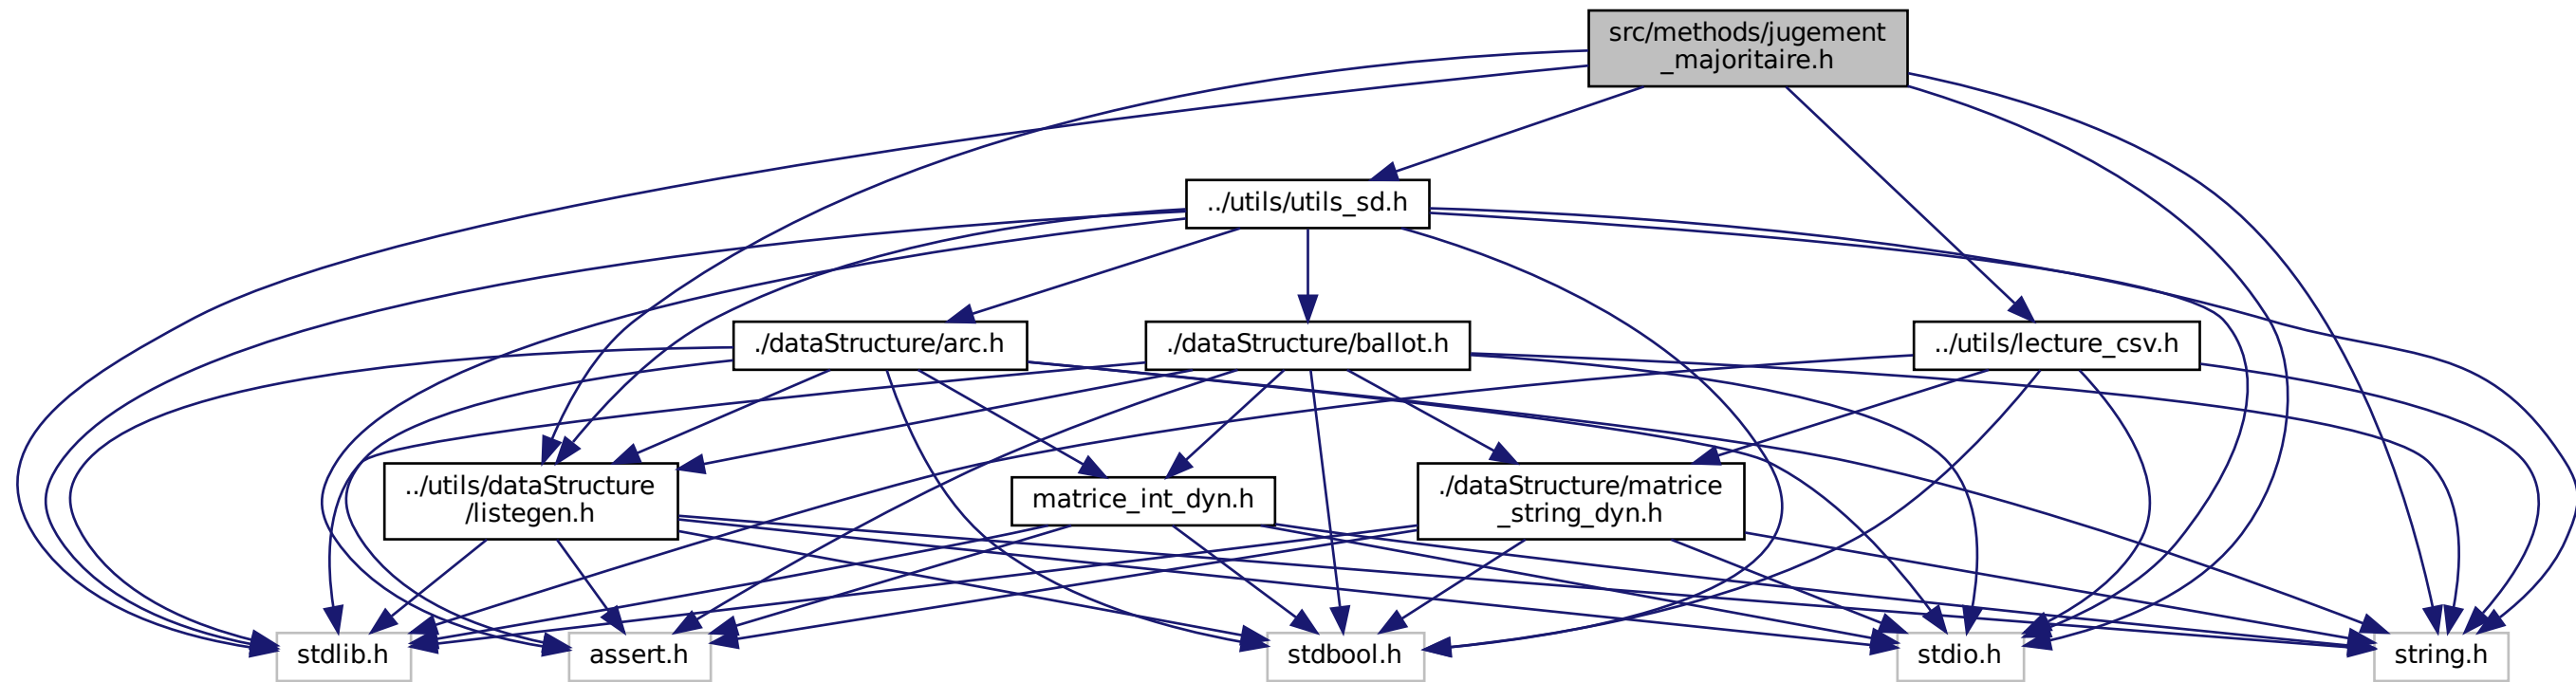 src/methods/jugement
_majoritaire.h
../utils/utils_sd.h
./dataStructure/arc.h
./dataStructure/ballot.h
../utils/lecture_csv.h
../utils/dataStructure
/listegen.h
matrice_int_dyn.h
./dataStructure/matrice
_string_dyn.h
stdlib.h
assert.h
stdbool.h
stdio.h
string.h